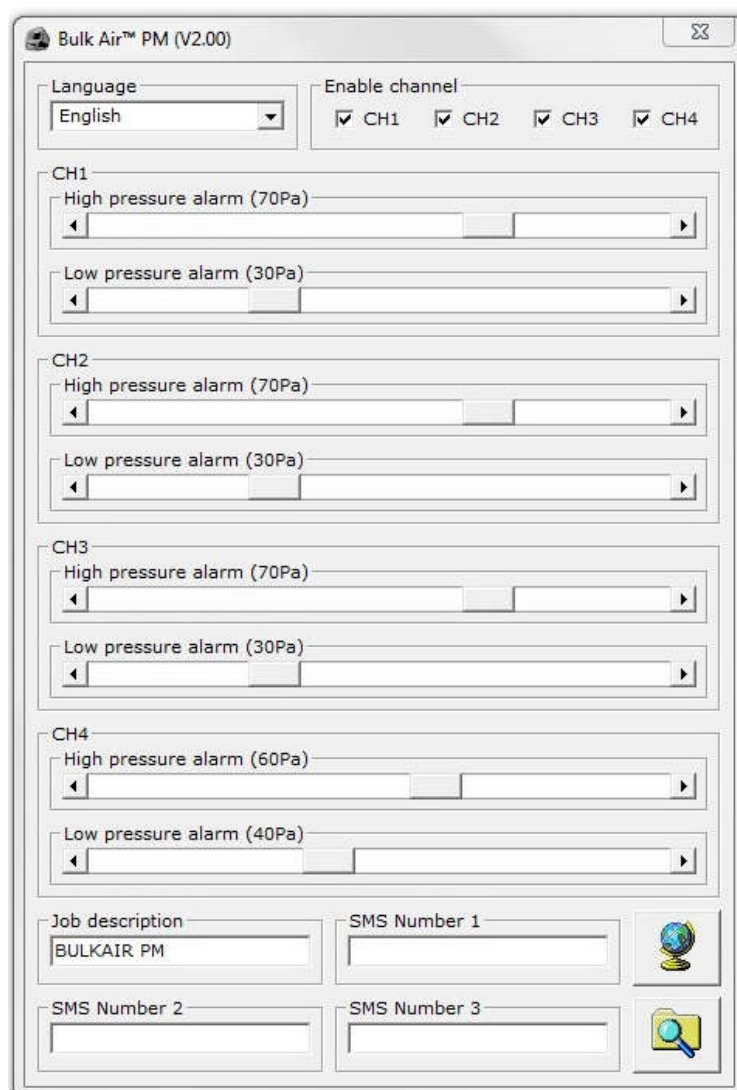 Bulk Air™ PM (V2.00)
Language
Enable channel
English
CH1 CH2 CH3 CH4
CH1
High pressure alarm (70Pa)
Low pressure alarm (30Pa)
CH2
High pressure alarm (70Pa)
Low pressure alarm (30Pa)
CH3
High pressure alarm (70Pa)
Low pressure alarm (30Pa)
CH4
High pressure alarm (60Pa)
Low pressure alarm (40Pa)
Job description
BULKAIR PM
SMS Number 1
SMS Number 2
SMS Number 3